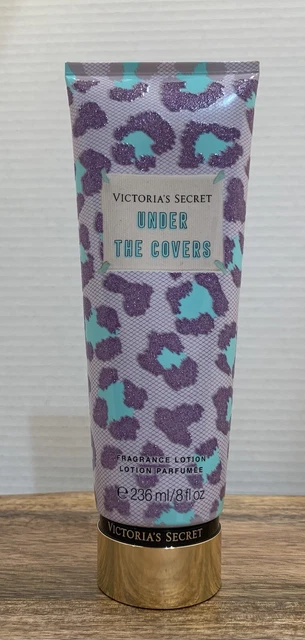 VICTORIA'S SECRET
UNDER
THE COVERS
FRAGRANCE LOTION
LOTION PARFUMÉE
℮ 236 ml/8 fl oz
VICTORIA'S SECRET